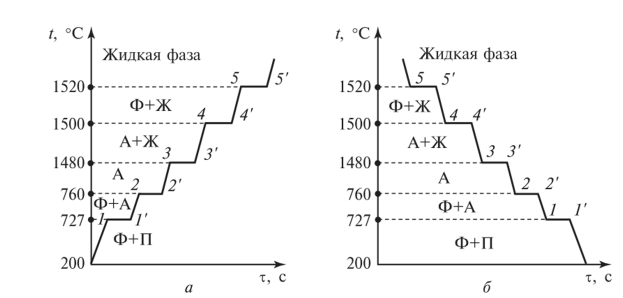 t, °C
Жидкая фаза
1520
5
5′
Ф+Ж
1500
4
4′
А+Ж
1480
3
3′
А
760
2
2′
Ф+А
727
1
1′
Ф+П
200
τ, с
а
t, °C
Жидкая фаза
1520
5
5′
Ф+Ж
1500
4
4′
А+Ж
1480
3
3′
А
760
2
2′
Ф+А
727
1
1′
Ф+П
200
τ, с
б